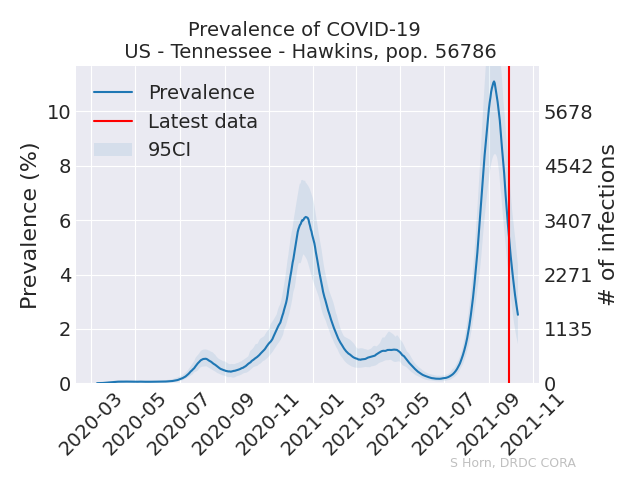 Prevalence of COVID-19
US - Tennessee - Hawkins, pop. 56786
Prevalence
Latest data
95CI
Prevalence (%)
10
8
6
4
2
0
5678
4542
3407
2271
1135
0
# of infections
2020-03
2020-05
2020-07
2020-09
2020-11
2021-01
2021-03
2021-05
2021-07
2021-09
2021-11
S Horn, DRDC CORA